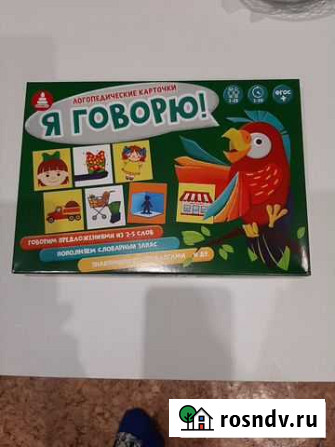 ЛОГОПЕДИЧЕСКИЕ КАРТОЧКИ
Я ГОВОРЮ!
ФГОС
ГОВОРИМ ПРЕДЛОЖЕНИЯМИ ИЗ 2-5 СЛОВ
ПОПОЛНЯЕМ СЛОВАРНЫЙ ЗАПАС
rosndv.ru